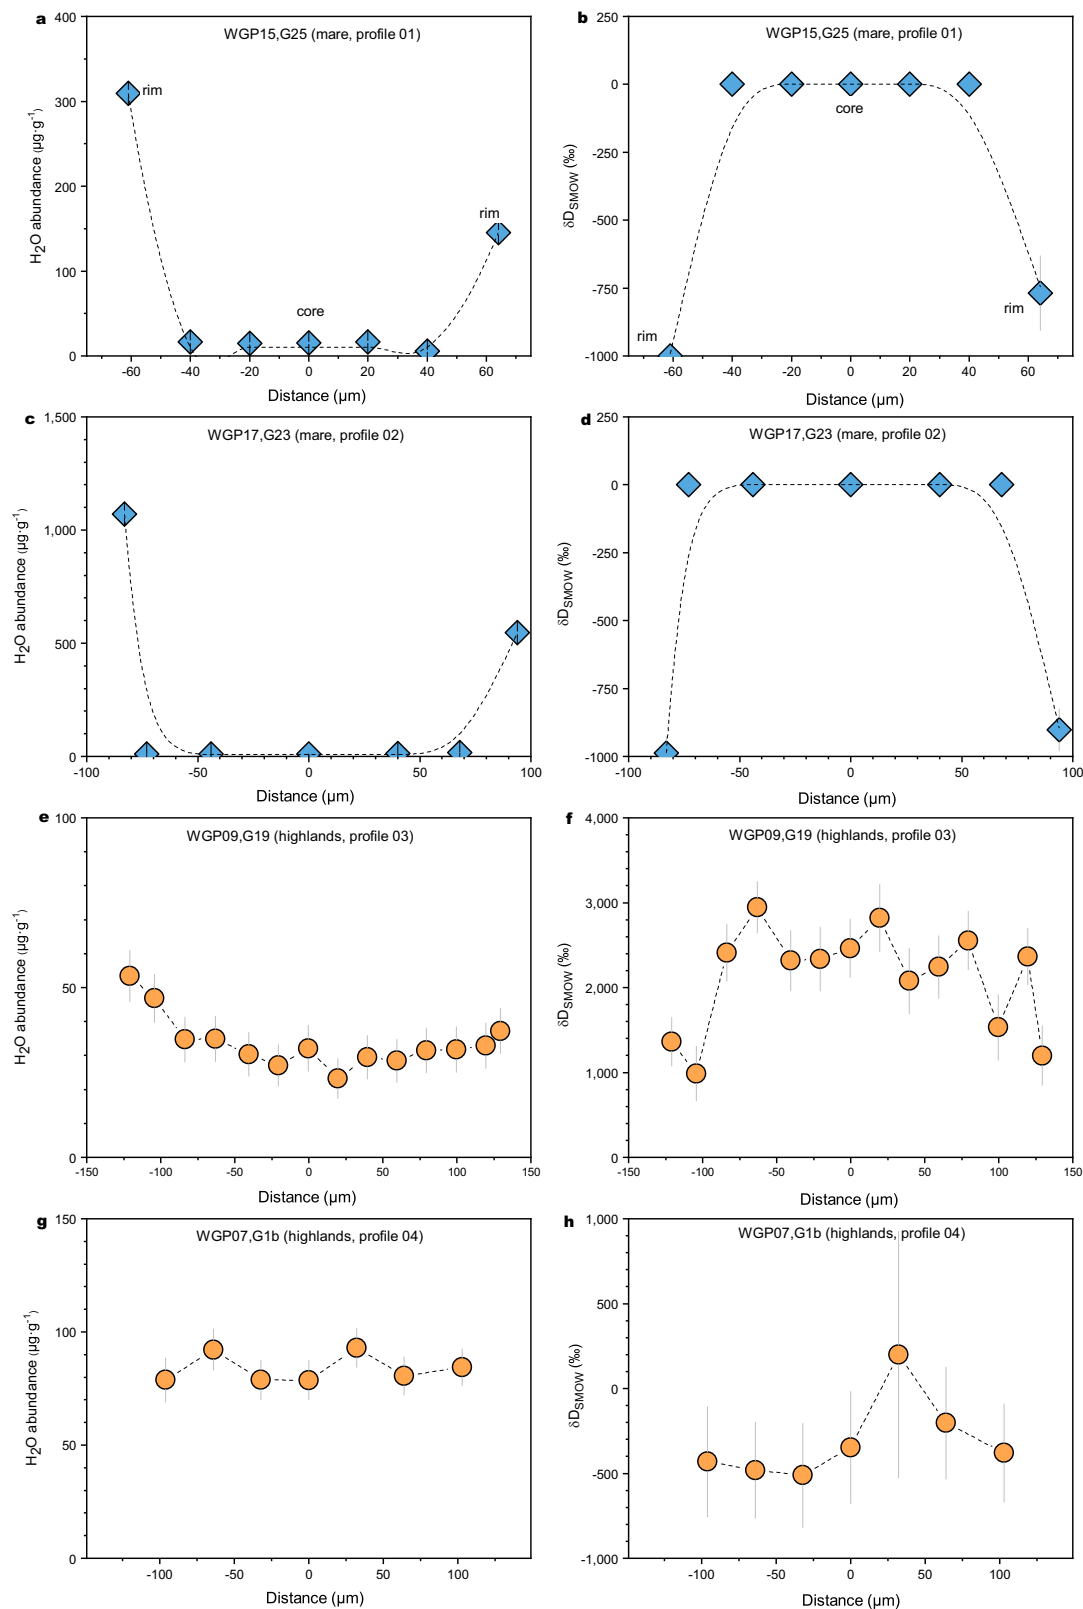 a
WGP15,G25 (mare, profile 01)
H2O abundance (µg·g-1)
400
300
200
100
0
rim
core
rim
-60
-40
-20
0
20
40
60
Distance (µm)
b
WGP15,G25 (mare, profile 01)
δDSMOW (‰)
250
0
-250
-500
-750
-1000
core
rim
rim
-60
-40
-20
0
20
40
60
Distance (µm)
c
WGP17,G23 (mare, profile 02)
H2O abundance (µg·g-1)
1,500
1,000
500
0
-100
-50
0
50
100
Distance (µm)
d
WGP17,G23 (mare, profile 02)
δDSMOW (‰)
250
0
-250
-500
-750
-1000
-100
-50
0
50
100
Distance (µm)
e
WGP09,G19 (highlands, profile 03)
H2O abundance (µg·g-1)
100
50
0
-150
-100
-50
0
50
100
150
Distance (µm)
f
WGP09,G19 (highlands, profile 03)
δDSMOW (‰)
4,000
3,000
2,000
1,000
0
-150
-100
-50
0
50
100
150
Distance (µm)
g
WGP07,G1b (highlands, profile 04)
H2O abundance (µg·g-1)
150
100
50
0
-100
-50
0
50
100
Distance (µm)
h
WGP07,G1b (highlands, profile 04)
δDSMOW (‰)
1,000
500
0
-500
-1,000
-100
-50
0
50
100
Distance (µm)